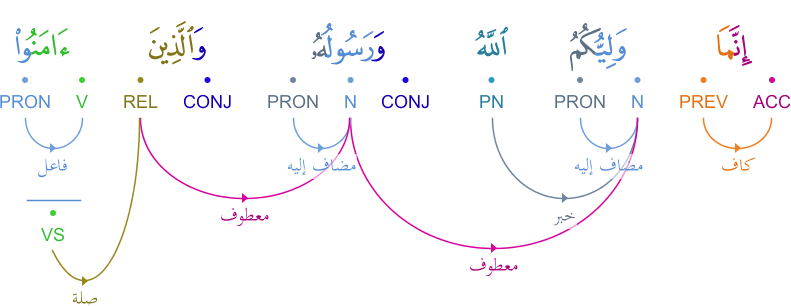 إِنَّمَا وَلِيُّكُمُ ٱللَّهُ وَرَسُولُهُۥ وَٱلَّذِينَ ءَامَنُوا۟
PRON V REL CONJ PRON N CONJ PN PRON N PREV ACC
فاعل مضاف إليه مضاف إليه كاف
معطوف خبر
VS
معطوف
صلة